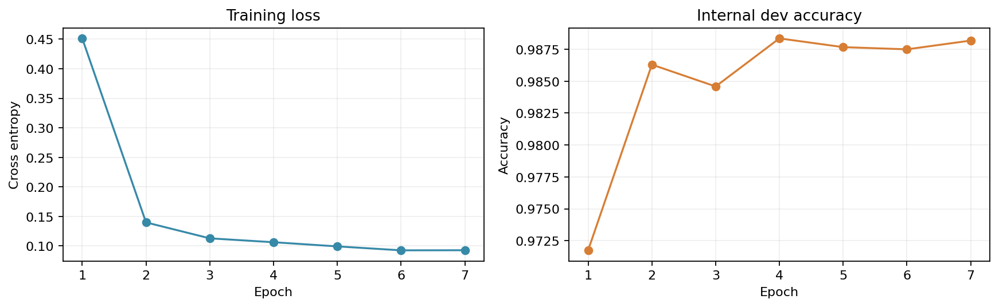 Training loss
Cross entropy
0.45
0.40
0.35
0.30
0.25
0.20
0.15
0.10
1 2 3 4 5 6 7
Epoch
Internal dev accuracy
Accuracy
0.9875
0.9850
0.9825
0.9800
0.9775
0.9750
0.9725
1 2 3 4 5 6 7
Epoch